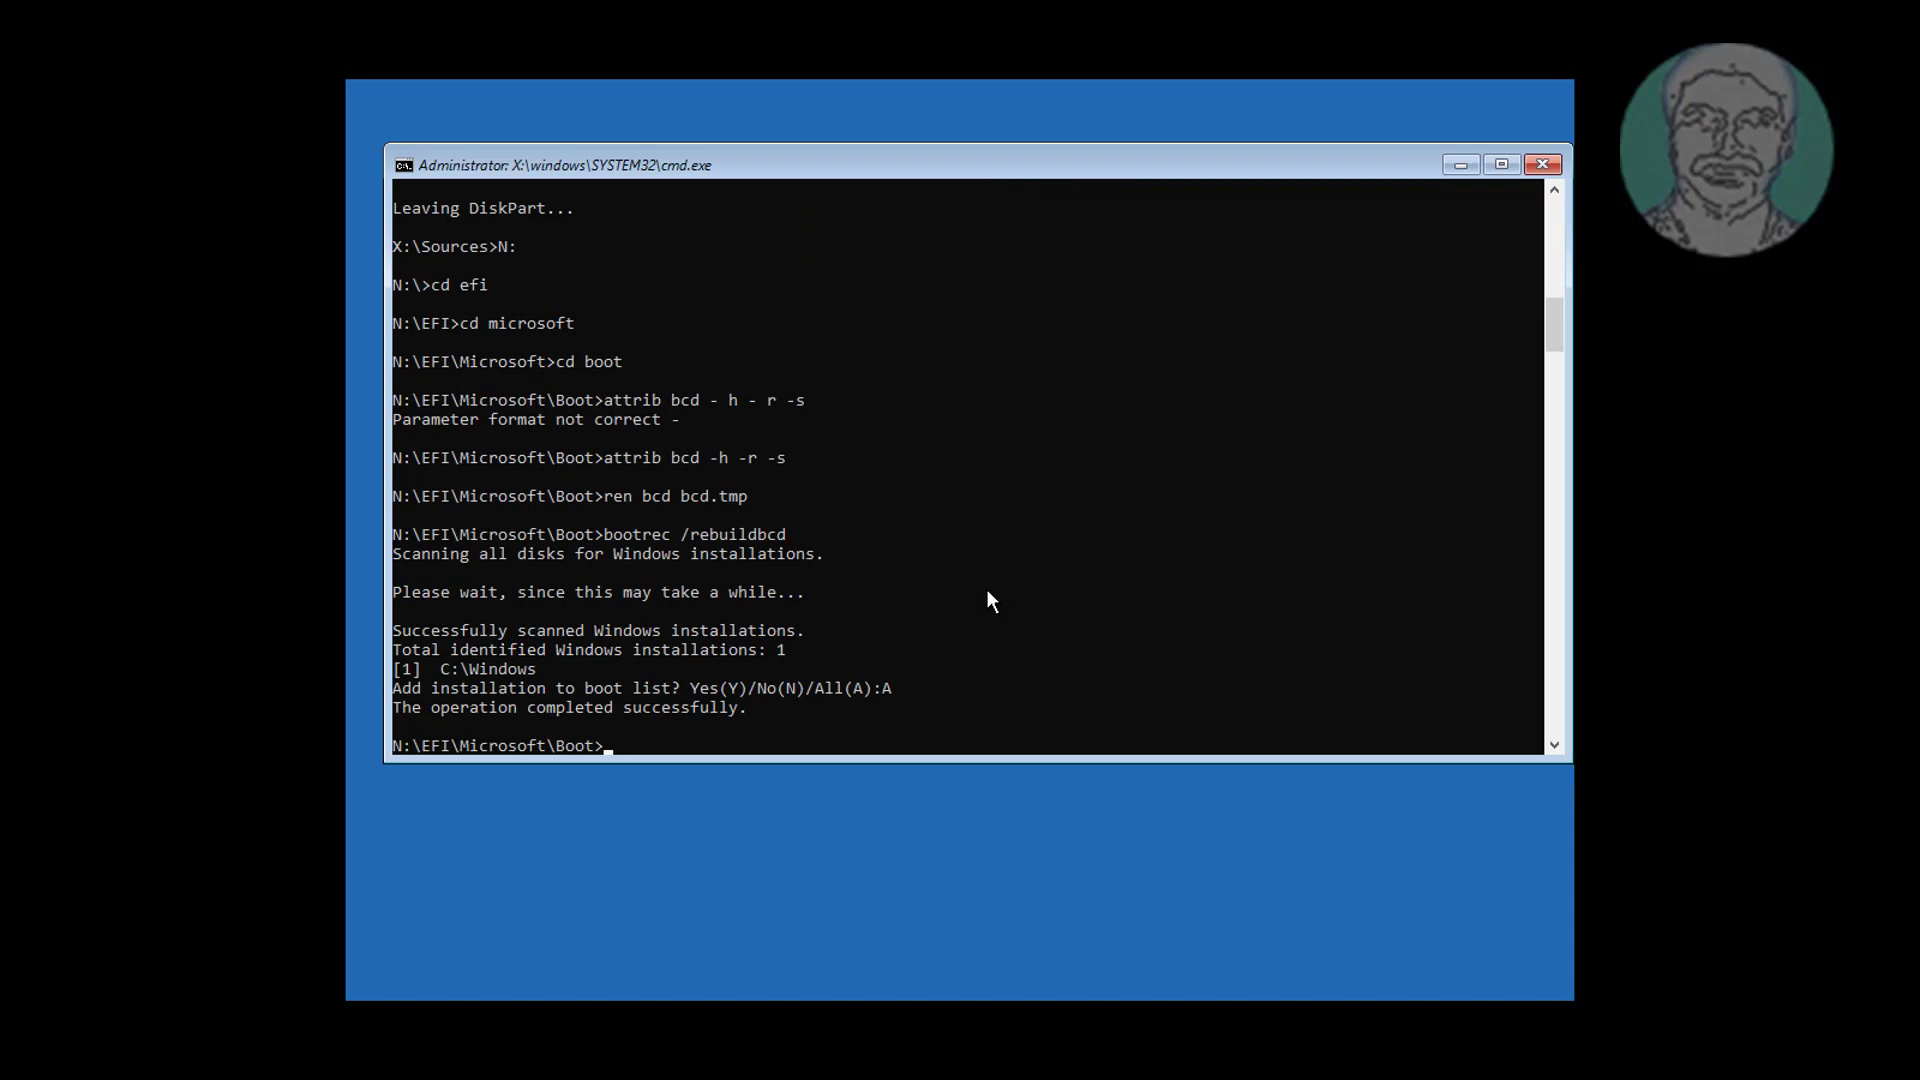 Administrator: X:\windows\SYSTEM32\cmd.exe
Leaving DiskPart...
X:\Sources>N:
N:\>cd efi
N:\EFI>cd microsoft
N:\EFI\Microsoft>cd boot
N:\EFI\Microsoft\Boot>attrib bcd - h - r -s
Parameter format not correct -
N:\EFI\Microsoft\Boot>attrib bcd -h -r -s
N:\EFI\Microsoft\Boot>ren bcd bcd.tmp
N:\EFI\Microsoft\Boot>bootrec /rebuildbcd
Scanning all disks for Windows installations.
Please wait, since this may take a while...
Successfully scanned Windows installations.
Total identified Windows installations: 1
[1]  C:\Windows
Add installation to boot list? Yes(Y)/No(N)/All(A):A
The operation completed successfully.
N:\EFI\Microsoft\Boot>